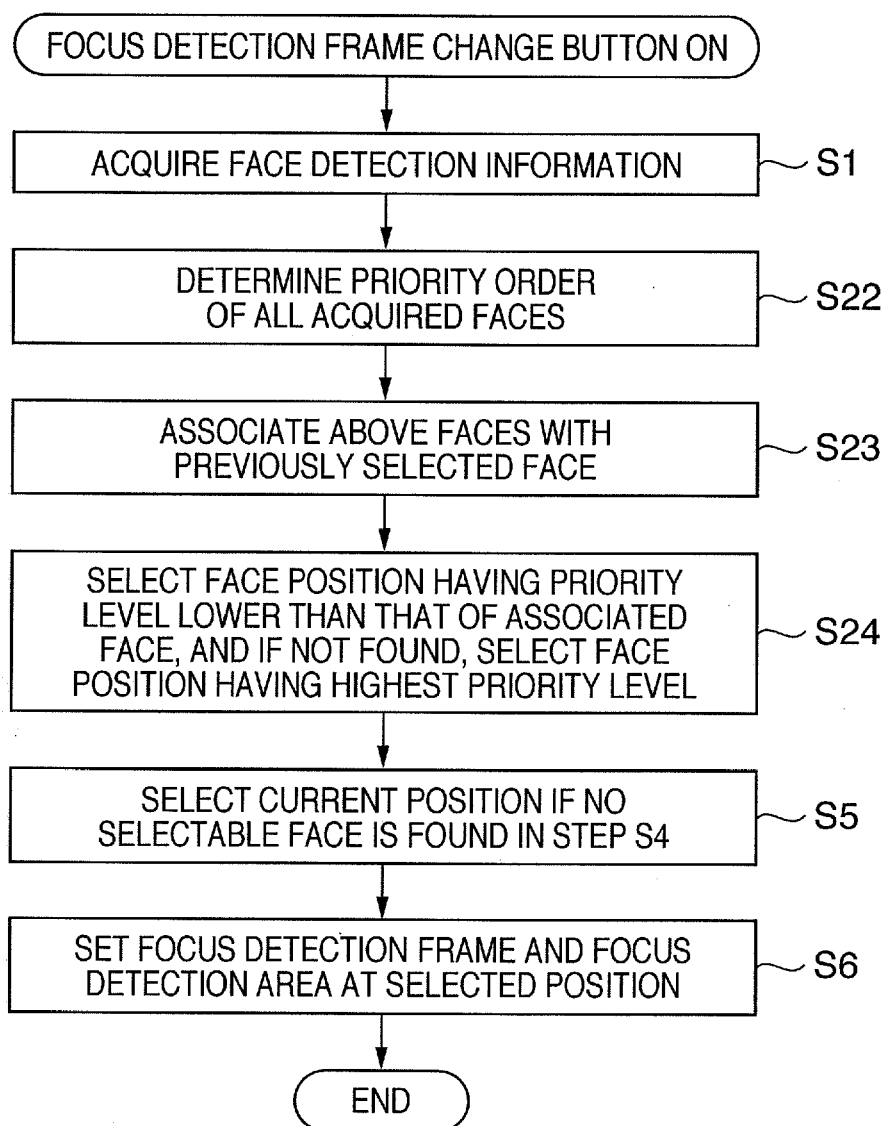 FOCUS DETECTION FRAME CHANGE BUTTON ON
ACQUIRE FACE DETECTION INFORMATION
S1
DETERMINE PRIORITY ORDER
OF ALL ACQUIRED FACES
S22
ASSOCIATE ABOVE FACES WITH
PREVIOUSLY SELECTED FACE
S23
SELECT FACE POSITION HAVING PRIORITY
LEVEL LOWER THAN THAT OF ASSOCIATED
FACE, AND IF NOT FOUND, SELECT FACE
POSITION HAVING HIGHEST PRIORITY LEVEL
S24
SELECT CURRENT POSITION IF NO
SELECTABLE FACE IS FOUND IN STEP S4
S5
SET FOCUS DETECTION FRAME AND FOCUS
DETECTION AREA AT SELECTED POSITION
S6
END